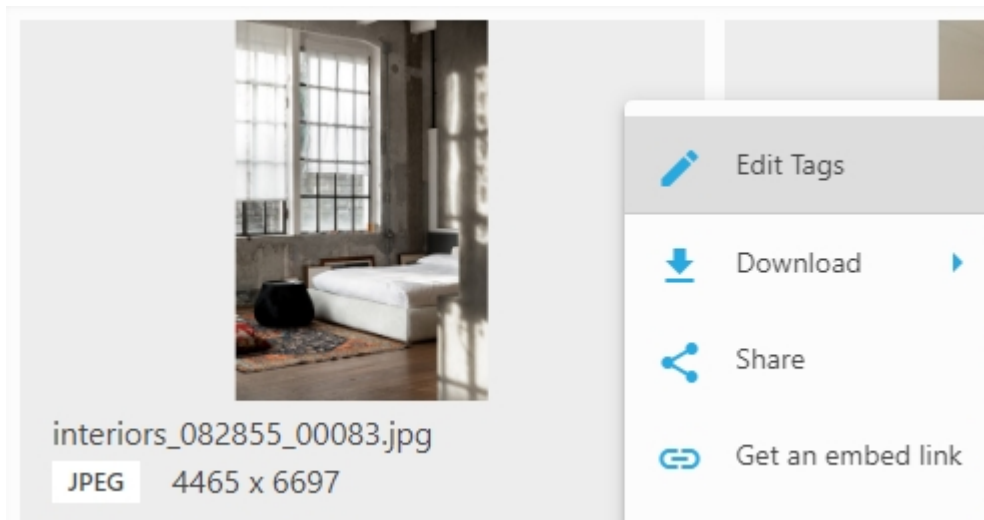 Edit Tags
Download
Share
Get an embed link
interiors_082855_00083.jpg
JPEG 4465 x 6697